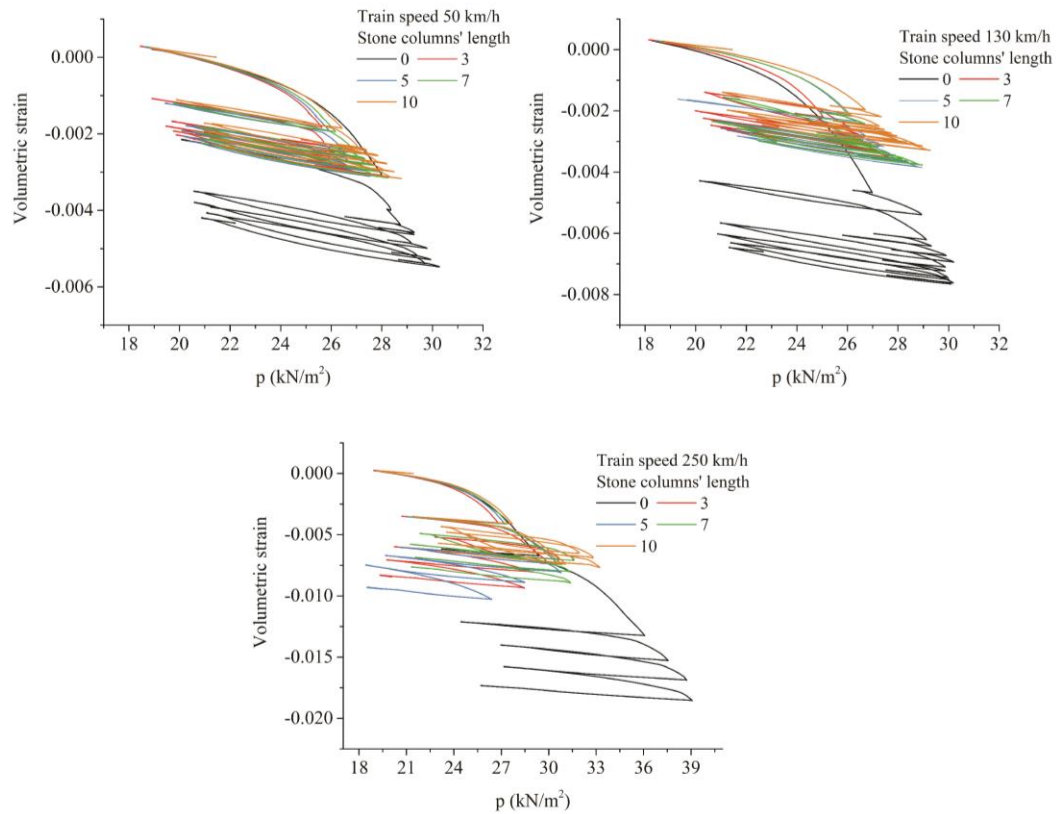 Train speed 50 km/h
Stone columns' length
0 3
5 7
10
0.000
-0.002
-0.004
-0.006
Volumetric strain
18 20 22 24 26 28 30 32
p (kN/m²)
Train speed 130 km/h
Stone columns' length
0 3
5 7
10
0.000
-0.002
-0.004
-0.006
-0.008
Volumetric strain
18 20 22 24 26 28 30 32
p (kN/m²)
Train speed 250 km/h
Stone columns' length
0 3
5 7
10
0.000
-0.005
-0.010
-0.015
-0.020
Volumetric strain
18 21 24 27 30 33 36 39
p (kN/m²)